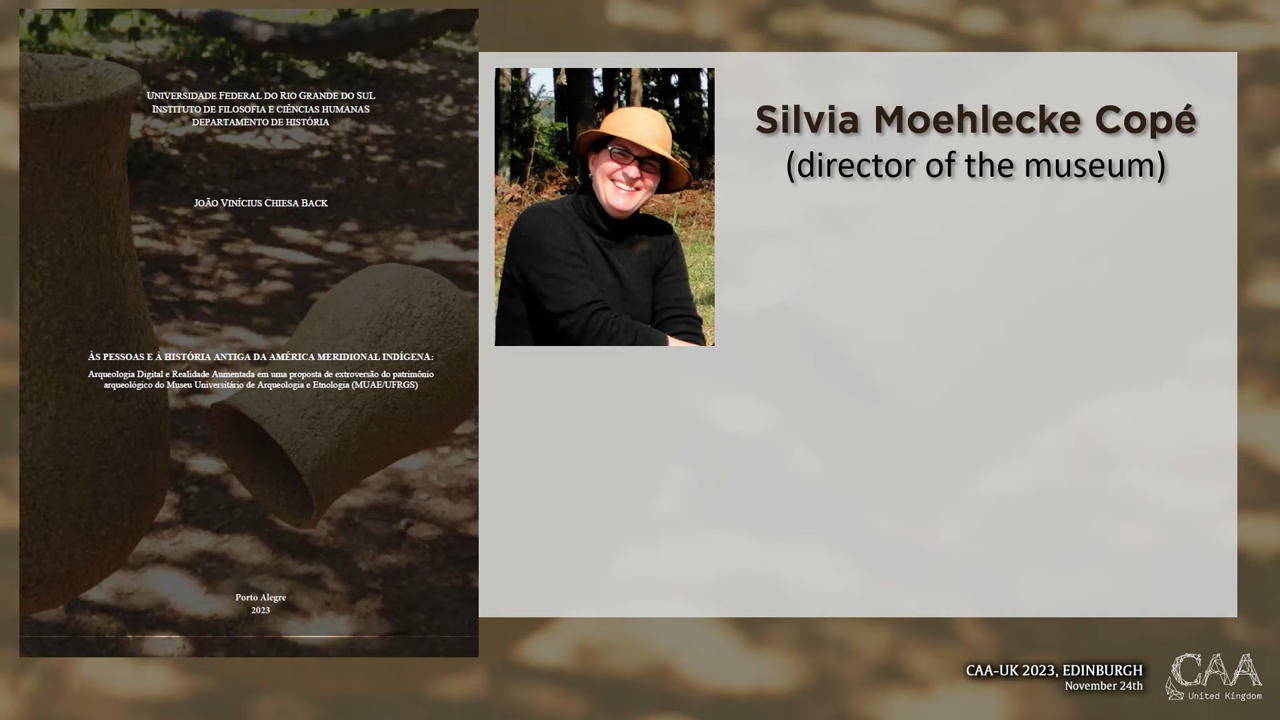 UNIVERSIDADE FEDERAL DO RIO GRANDE DO SUL
INSTITUTO DE FILOSOFIA E CIÊNCIAS HUMANAS
DEPARTAMENTO DE HISTÓRIA
JOÃO VINÍCIUS CHIESA BACK
ÀS PESSOAS E À HISTÓRIA ANTIGA DA AMÉRICA MERIDIONAL INDÍGENA:
Arqueologia Digital e Realidade Aumentada em uma proposta de extroversão do patrimônio
arqueológico do Museu Universitário de Arqueologia e Etnologia (MUAE/UFRGS)
Porto Alegre
2023
Silvia Moehlecke Copé
(director of the museum)
CAA-UK 2023, EDINBURGH
November 24th
CAA
United Kingdom